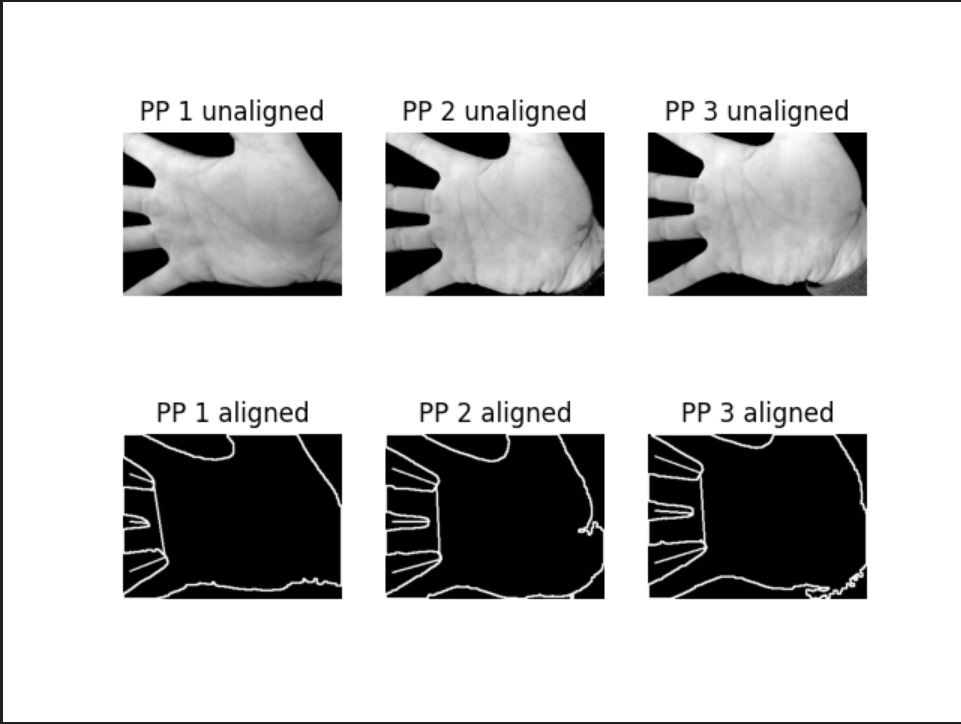 PP 1 unaligned
PP 2 unaligned
PP 3 unaligned
PP 1 aligned
PP 2 aligned
PP 3 aligned